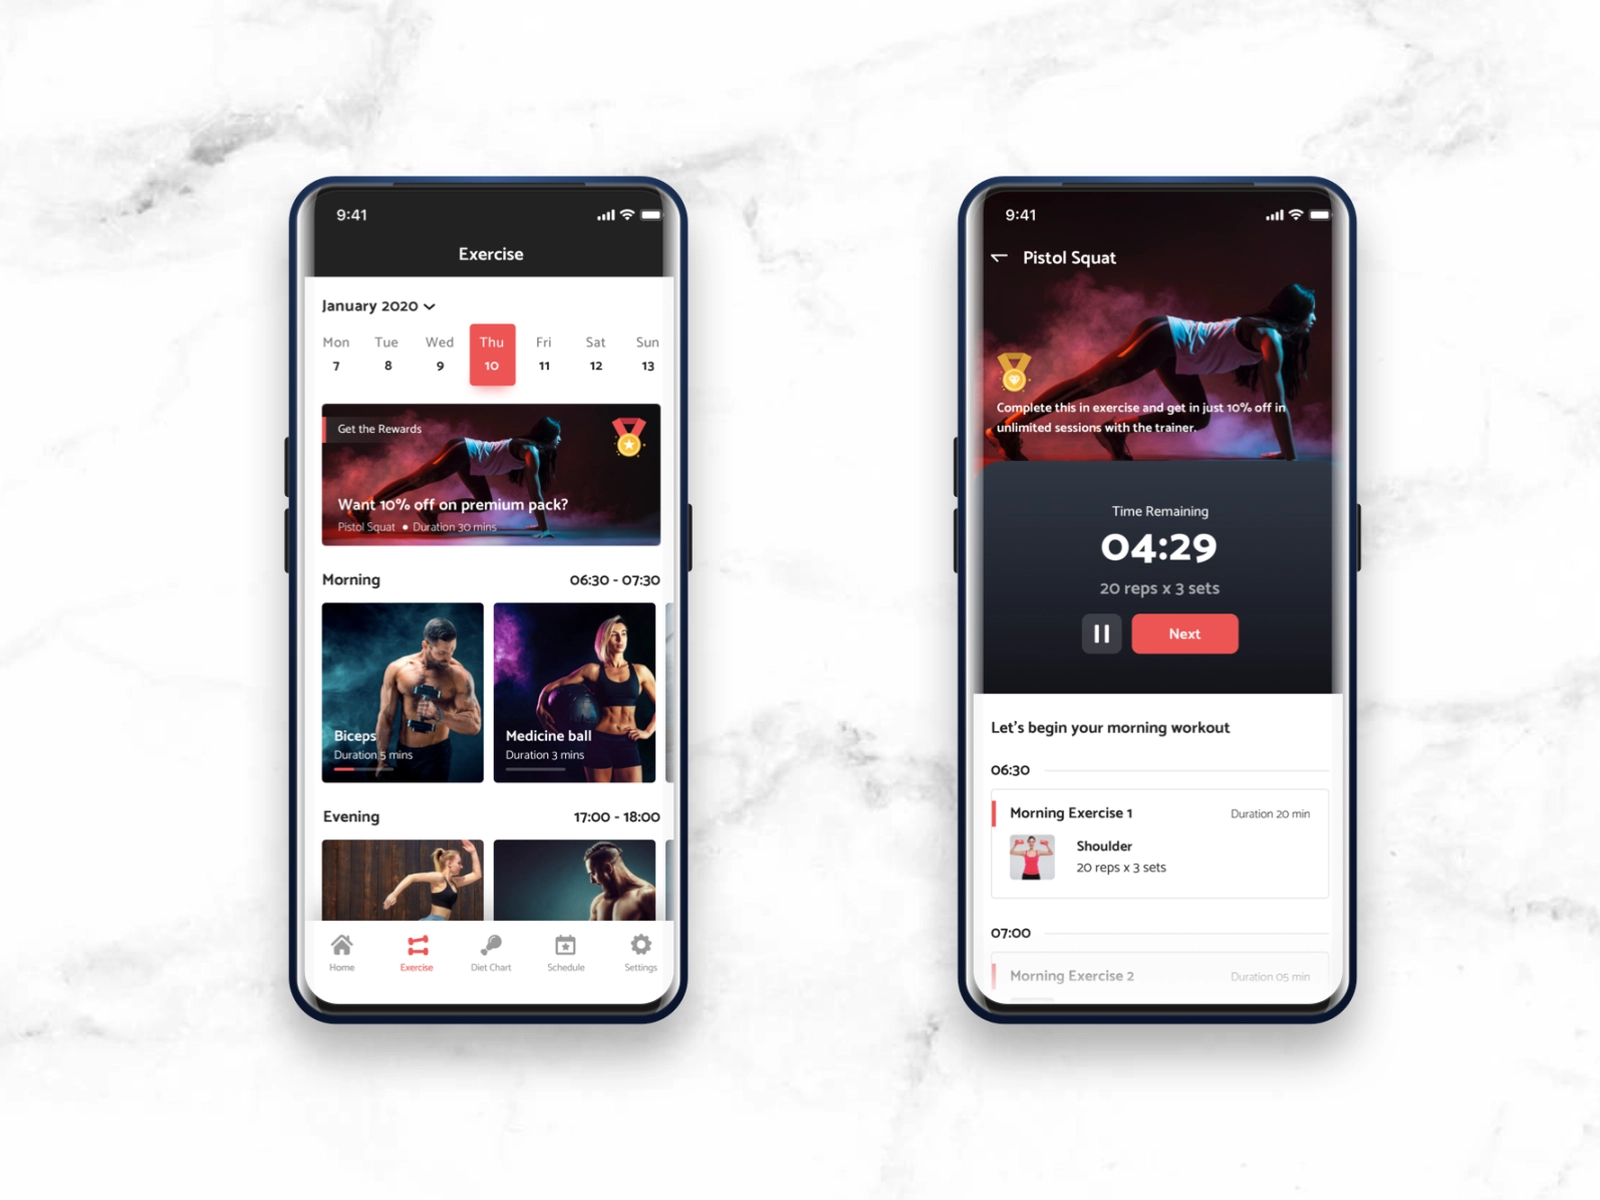 9:41
Exercise
January 2020
Mon Tue Wed Thu Fri Sat Sun
7 8 9 10 11 12 13
Get the Rewards
Want 10% off on premium pack?
Pistol Squat • Duration 30 mins
Morning 06:30 - 07:30
Biceps
Duration 5 mins
Medicine ball
Duration 3 mins
Evening 17:00 - 18:00
Home Exercise Diet Chart Schedule Settings
9:41
Pistol Squat
Complete this in exercise and get in just 10% off in
unlimited sessions with the trainer.
Time Remaining
04:29
20 reps x 3 sets
Next
Let's begin your morning workout
06:30
Morning Exercise 1 Duration 20 min
Shoulder
20 reps x 3 sets
07:00
Morning Exercise 2 Duration 05 min